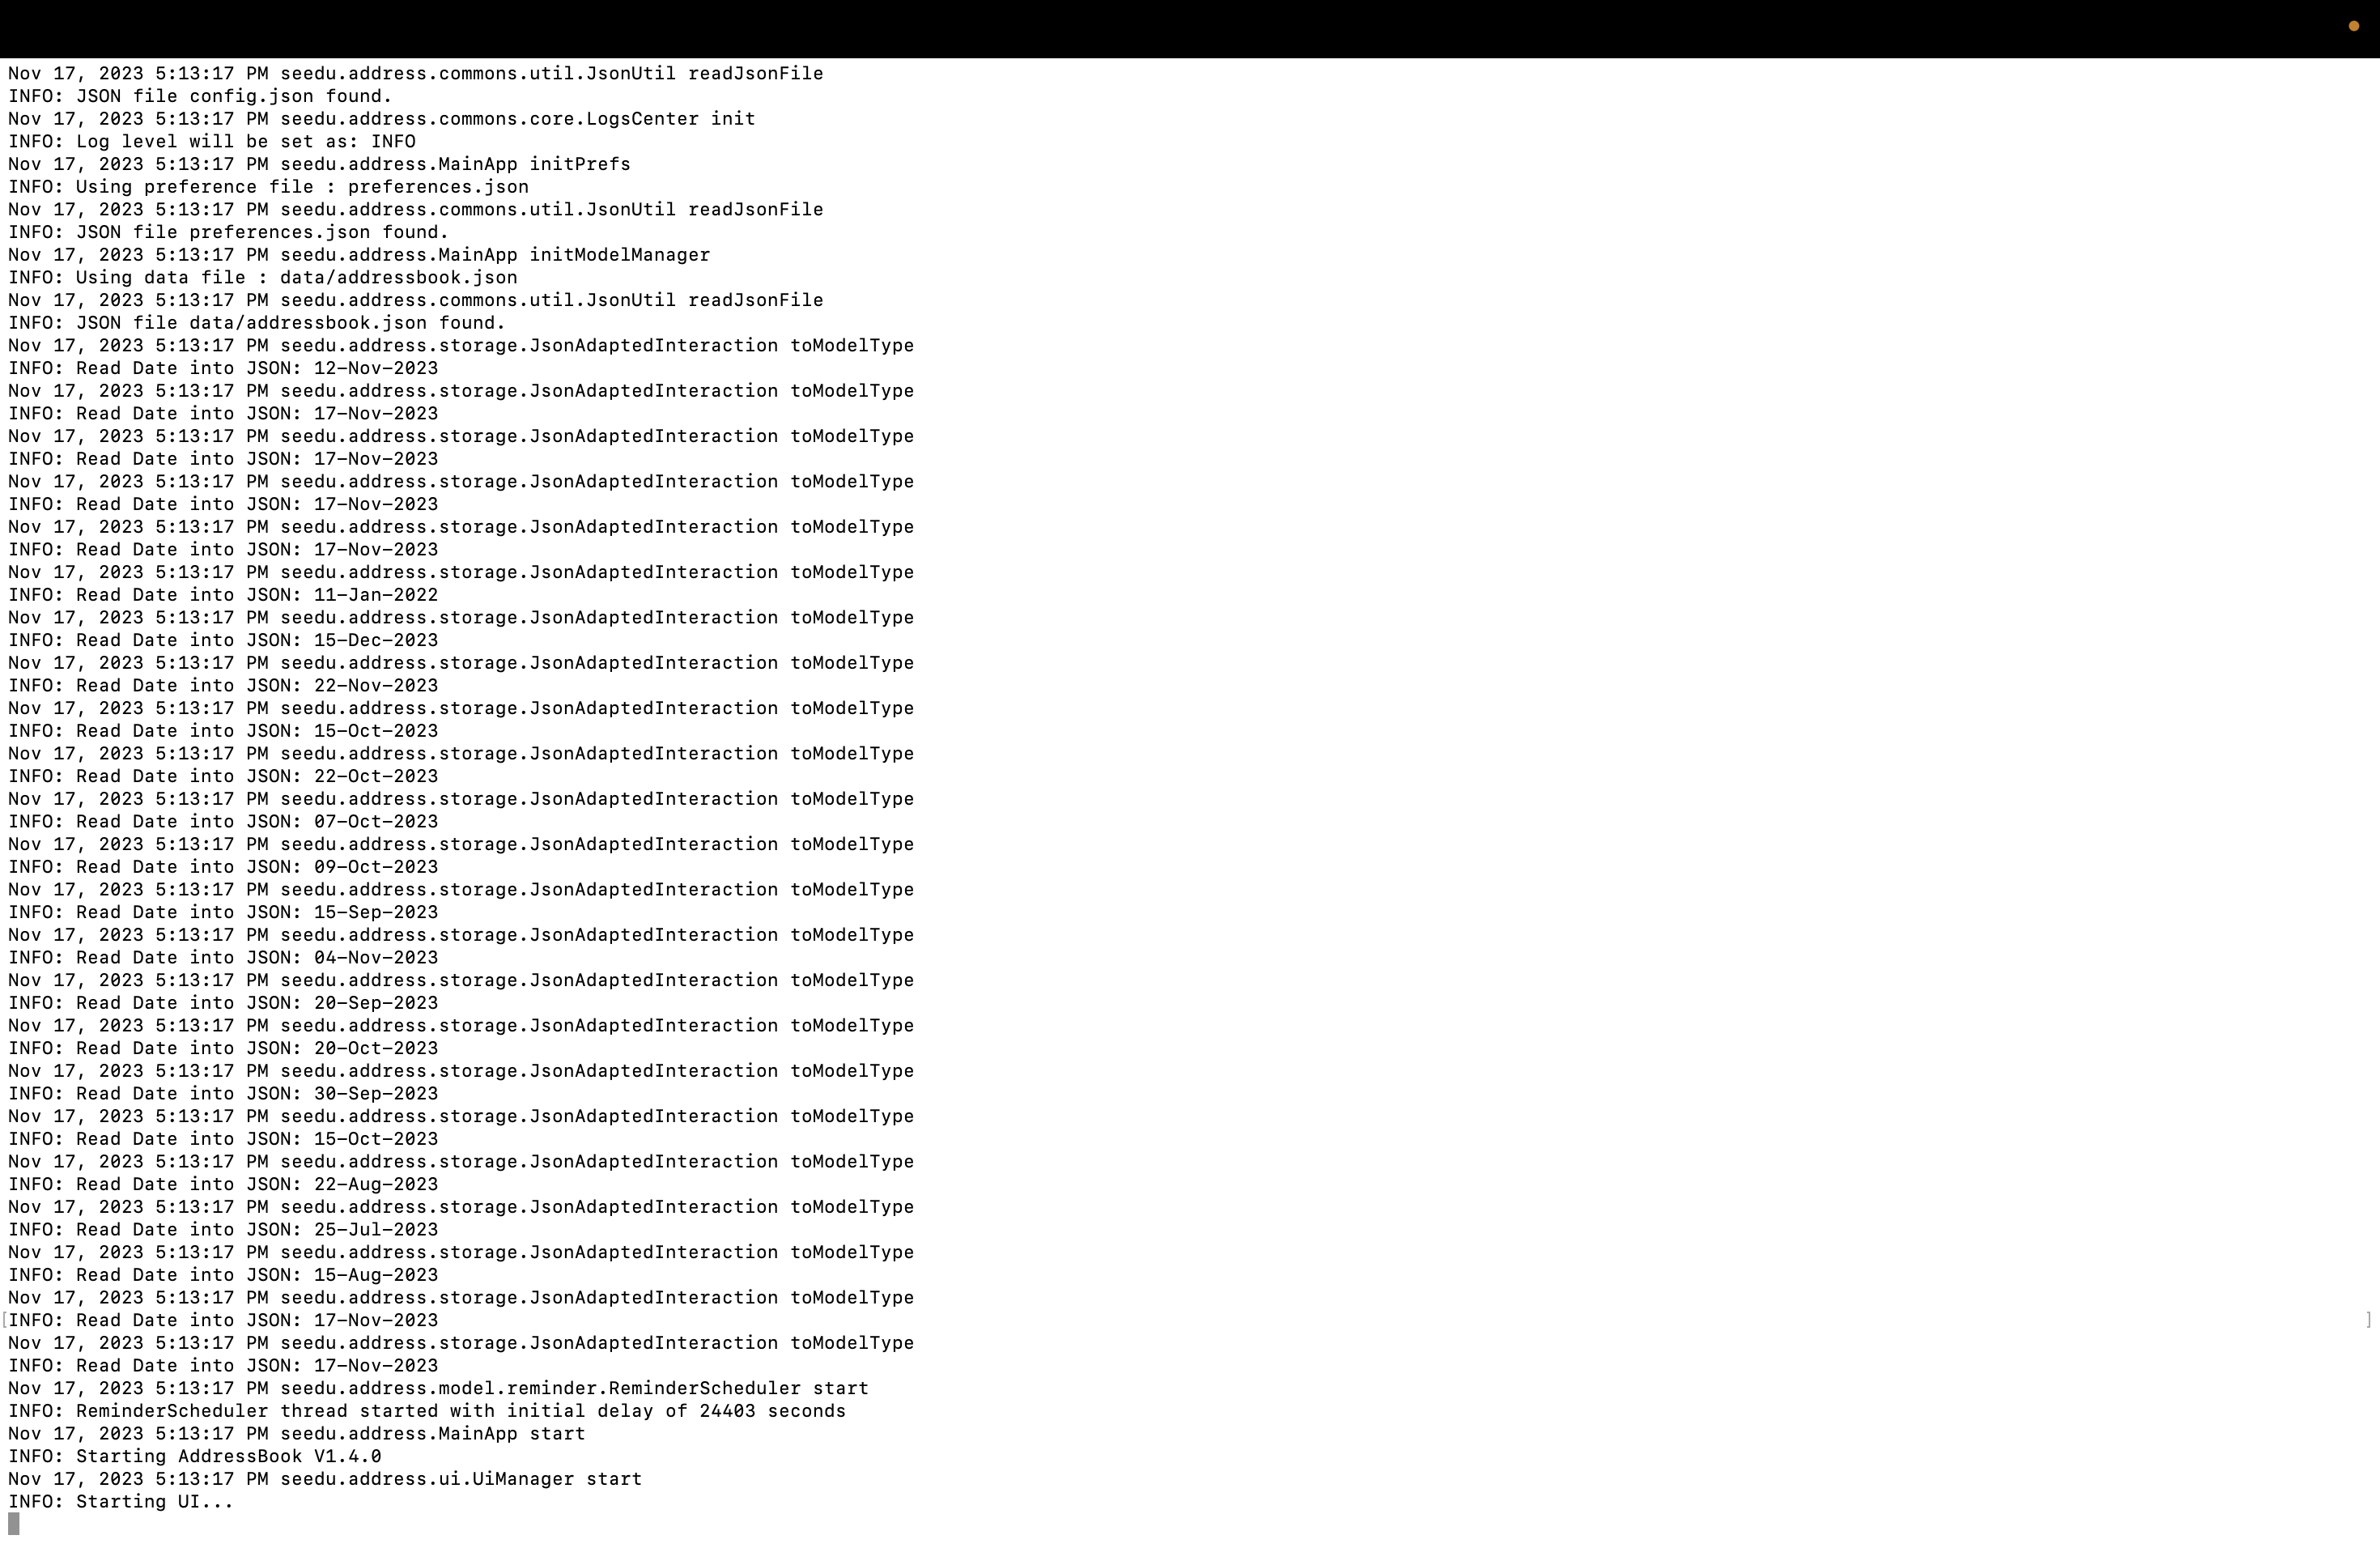 Nov 17, 2023 5:13:17 PM seedu.address.commons.util.JsonUtil readJsonFile
INFO: JSON file config.json found.
Nov 17, 2023 5:13:17 PM seedu.address.commons.core.LogsCenter init
INFO: Log level will be set as: INFO
Nov 17, 2023 5:13:17 PM seedu.address.MainApp initPrefs
INFO: Using preference file : preferences.json
Nov 17, 2023 5:13:17 PM seedu.address.commons.util.JsonUtil readJsonFile
INFO: JSON file preferences.json found.
Nov 17, 2023 5:13:17 PM seedu.address.MainApp initModelManager
INFO: Using data file : data/addressbook.json
Nov 17, 2023 5:13:17 PM seedu.address.commons.util.JsonUtil readJsonFile
INFO: JSON file data/addressbook.json found.
Nov 17, 2023 5:13:17 PM seedu.address.storage.JsonAdaptedInteraction toModelType
INFO: Read Date into JSON: 12-Nov-2023
Nov 17, 2023 5:13:17 PM seedu.address.storage.JsonAdaptedInteraction toModelType
INFO: Read Date into JSON: 17-Nov-2023
Nov 17, 2023 5:13:17 PM seedu.address.storage.JsonAdaptedInteraction toModelType
INFO: Read Date into JSON: 17-Nov-2023
Nov 17, 2023 5:13:17 PM seedu.address.storage.JsonAdaptedInteraction toModelType
INFO: Read Date into JSON: 17-Nov-2023
Nov 17, 2023 5:13:17 PM seedu.address.storage.JsonAdaptedInteraction toModelType
INFO: Read Date into JSON: 17-Nov-2023
Nov 17, 2023 5:13:17 PM seedu.address.storage.JsonAdaptedInteraction toModelType
INFO: Read Date into JSON: 11-Jan-2022
Nov 17, 2023 5:13:17 PM seedu.address.storage.JsonAdaptedInteraction toModelType
INFO: Read Date into JSON: 15-Dec-2023
Nov 17, 2023 5:13:17 PM seedu.address.storage.JsonAdaptedInteraction toModelType
INFO: Read Date into JSON: 22-Nov-2023
Nov 17, 2023 5:13:17 PM seedu.address.storage.JsonAdaptedInteraction toModelType
INFO: Read Date into JSON: 15-Oct-2023
Nov 17, 2023 5:13:17 PM seedu.address.storage.JsonAdaptedInteraction toModelType
INFO: Read Date into JSON: 22-Oct-2023
Nov 17, 2023 5:13:17 PM seedu.address.storage.JsonAdaptedInteraction toModelType
INFO: Read Date into JSON: 07-Oct-2023
Nov 17, 2023 5:13:17 PM seedu.address.storage.JsonAdaptedInteraction toModelType
INFO: Read Date into JSON: 09-Oct-2023
Nov 17, 2023 5:13:17 PM seedu.address.storage.JsonAdaptedInteraction toModelType
INFO: Read Date into JSON: 15-Sep-2023
Nov 17, 2023 5:13:17 PM seedu.address.storage.JsonAdaptedInteraction toModelType
INFO: Read Date into JSON: 04-Nov-2023
Nov 17, 2023 5:13:17 PM seedu.address.storage.JsonAdaptedInteraction toModelType
INFO: Read Date into JSON: 20-Sep-2023
Nov 17, 2023 5:13:17 PM seedu.address.storage.JsonAdaptedInteraction toModelType
INFO: Read Date into JSON: 20-Oct-2023
Nov 17, 2023 5:13:17 PM seedu.address.storage.JsonAdaptedInteraction toModelType
INFO: Read Date into JSON: 30-Sep-2023
Nov 17, 2023 5:13:17 PM seedu.address.storage.JsonAdaptedInteraction toModelType
INFO: Read Date into JSON: 15-Oct-2023
Nov 17, 2023 5:13:17 PM seedu.address.storage.JsonAdaptedInteraction toModelType
INFO: Read Date into JSON: 22-Aug-2023
Nov 17, 2023 5:13:17 PM seedu.address.storage.JsonAdaptedInteraction toModelType
INFO: Read Date into JSON: 25-Jul-2023
Nov 17, 2023 5:13:17 PM seedu.address.storage.JsonAdaptedInteraction toModelType
INFO: Read Date into JSON: 15-Aug-2023
Nov 17, 2023 5:13:17 PM seedu.address.storage.JsonAdaptedInteraction toModelType
[INFO: Read Date into JSON: 17-Nov-2023 ]
Nov 17, 2023 5:13:17 PM seedu.address.storage.JsonAdaptedInteraction toModelType
INFO: Read Date into JSON: 17-Nov-2023
Nov 17, 2023 5:13:17 PM seedu.address.model.reminder.ReminderScheduler start
INFO: ReminderScheduler thread started with initial delay of 24403 seconds
Nov 17, 2023 5:13:17 PM seedu.address.MainApp start
INFO: Starting AddressBook V1.4.0
Nov 17, 2023 5:13:17 PM seedu.address.ui.UiManager start
INFO: Starting UI...